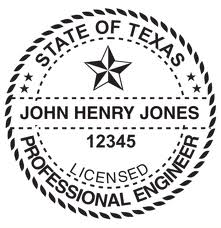 STATE OF TEXAS
JOHN HENRY JONES
12345
LICENSED
PROFESSIONAL ENGINEER